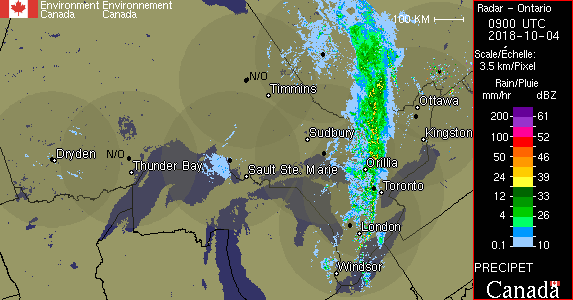 Environment Environnement
Canada Canada
100 KM
N/O
Timmins
Ottawa
Sudbury
Kingston
Dryden
N/O
Thunder Bay
Sault Ste. Marie
Orillia
Toronto
London
Windsor
Radar - Ontario
0900 UTC
2018-10-04
Scale/Échelle:
3.5 km/Pixel
Rain/Pluie
mm/hr dBZ
200 61
100 52
50 46
24 39
12 33
4 26
0.1 10
PRECIPET
Canada